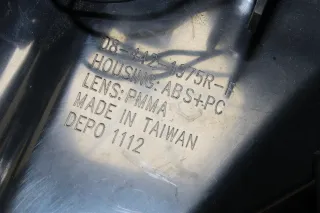 HOUSING: ABS+PC
LENS: PMMA
MADE IN TAIWAN
DEPO 1112